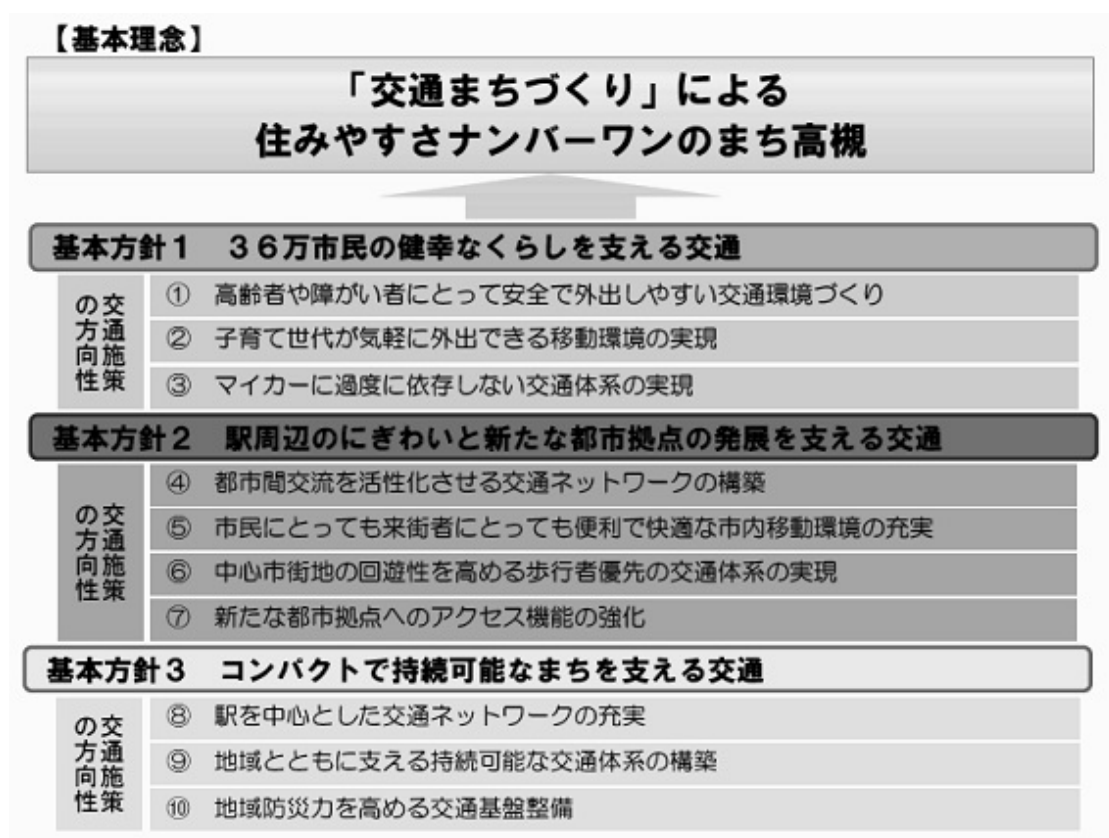 【基本理念】
「交通まちづくり」による
住みやすさナンバーワンのまち高槻
基本方針１　３６万市民の健幸なくらしを支える交通
交通施策の方向性
① 高齢者や障がい者にとって安全で外出しやすい交通環境づくり
② 子育て世代が気軽に外出できる移動環境の実現
③ マイカーに過度に依存しない交通体系の実現
基本方針２　駅周辺のにぎわいと新たな都市拠点の発展を支える交通
交通施策の方向性
④ 都市間交流を活性化させる交通ネットワークの構築
⑤ 市民にとっても来街者にとっても便利で快適な市内移動環境の充実
⑥ 中心市街地の回遊性を高める歩行者優先の交通体系の実現
⑦ 新たな都市拠点へのアクセス機能の強化
基本方針３　コンパクトで持続可能なまちを支える交通
交通施策の方向性
⑧ 駅を中心とした交通ネットワークの充実
⑨ 地域とともに支える持続可能な交通体系の構築
⑩ 地域防災力を高める交通基盤整備